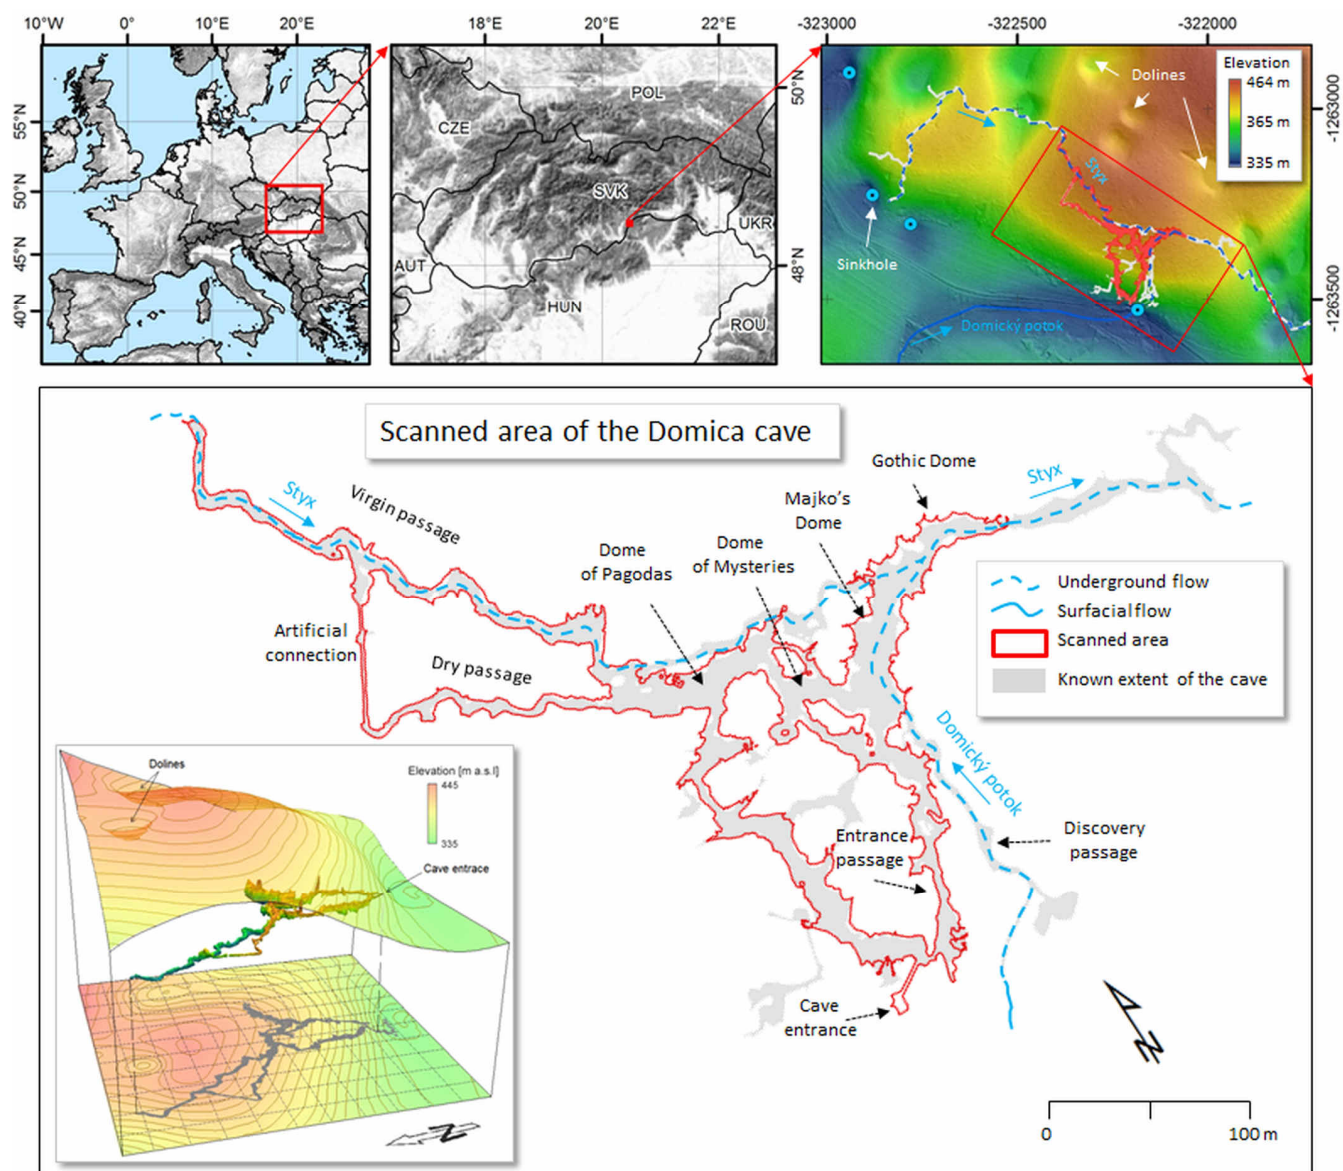 10°W 0° 10°E 20°E
55°N
50°N
45°N
40°N
18°E 20°E 22°E
50°N
48°N
POL
CZE
SVK
UKR
AUT
HUN
ROU
-323000 -322500 -322000
-1263000
-1263500
Elevation
464 m
365 m
335 m
Dolines
Styx
Sinkhole
Domický potok
Scanned area of the Domica cave
Styx
Virgin passage
Artificial
connection
Dry passage
Dome
of Pagodas
Dome
of Mysteries
Majko's
Dome
Gothic Dome
Styx
Underground flow
Surfacial flow
Scanned area
Known extent of the cave
Domický potok
Discovery
passage
Entrance
passage
Cave
entrance
Dolines
Elevation [m a.s.l]
445
335
Cave entrace
N
N
0 100 m